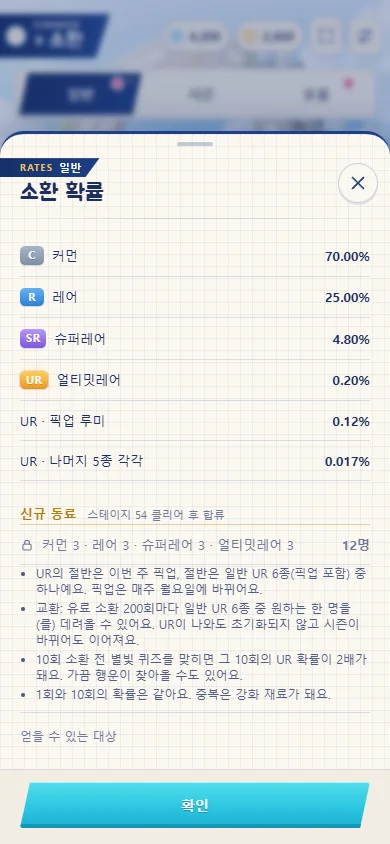 소환
RATES 일반
소환 확률
C 커먼 70.00%
R 레어 25.00%
SR 슈퍼레어 4.80%
UR 얼티밋레어 0.20%
UR · 픽업 루미 0.12%
UR · 나머지 5종 각각 0.017%
신규 동료 스테이지 54 클리어 후 합류
커먼 3 · 레어 3 · 슈퍼레어 3 · 얼티밋레어 3 12명
• UR의 절반은 이번 주 픽업, 절반은 일반 UR 6종(픽업 포함) 중
하나예요. 픽업은 매주 월요일에 바뀌어요.
• 교환: 유료 소환 200회마다 일반 UR 6종 중 원하는 한 명을
(를) 데려올 수 있어요. UR이 나와도 초기화되지 않고 시즌이
바뀌어도 이어져요.
• 10회 소환 전 별빛 퀴즈를 맞히면 그 10회의 UR 확률이 2배가
돼요. 가끔 행운이 찾아올 수도 있어요.
• 1회와 10회의 확률은 같아요. 중복은 강화 재료가 돼요.
얻을 수 있는 대상
확인